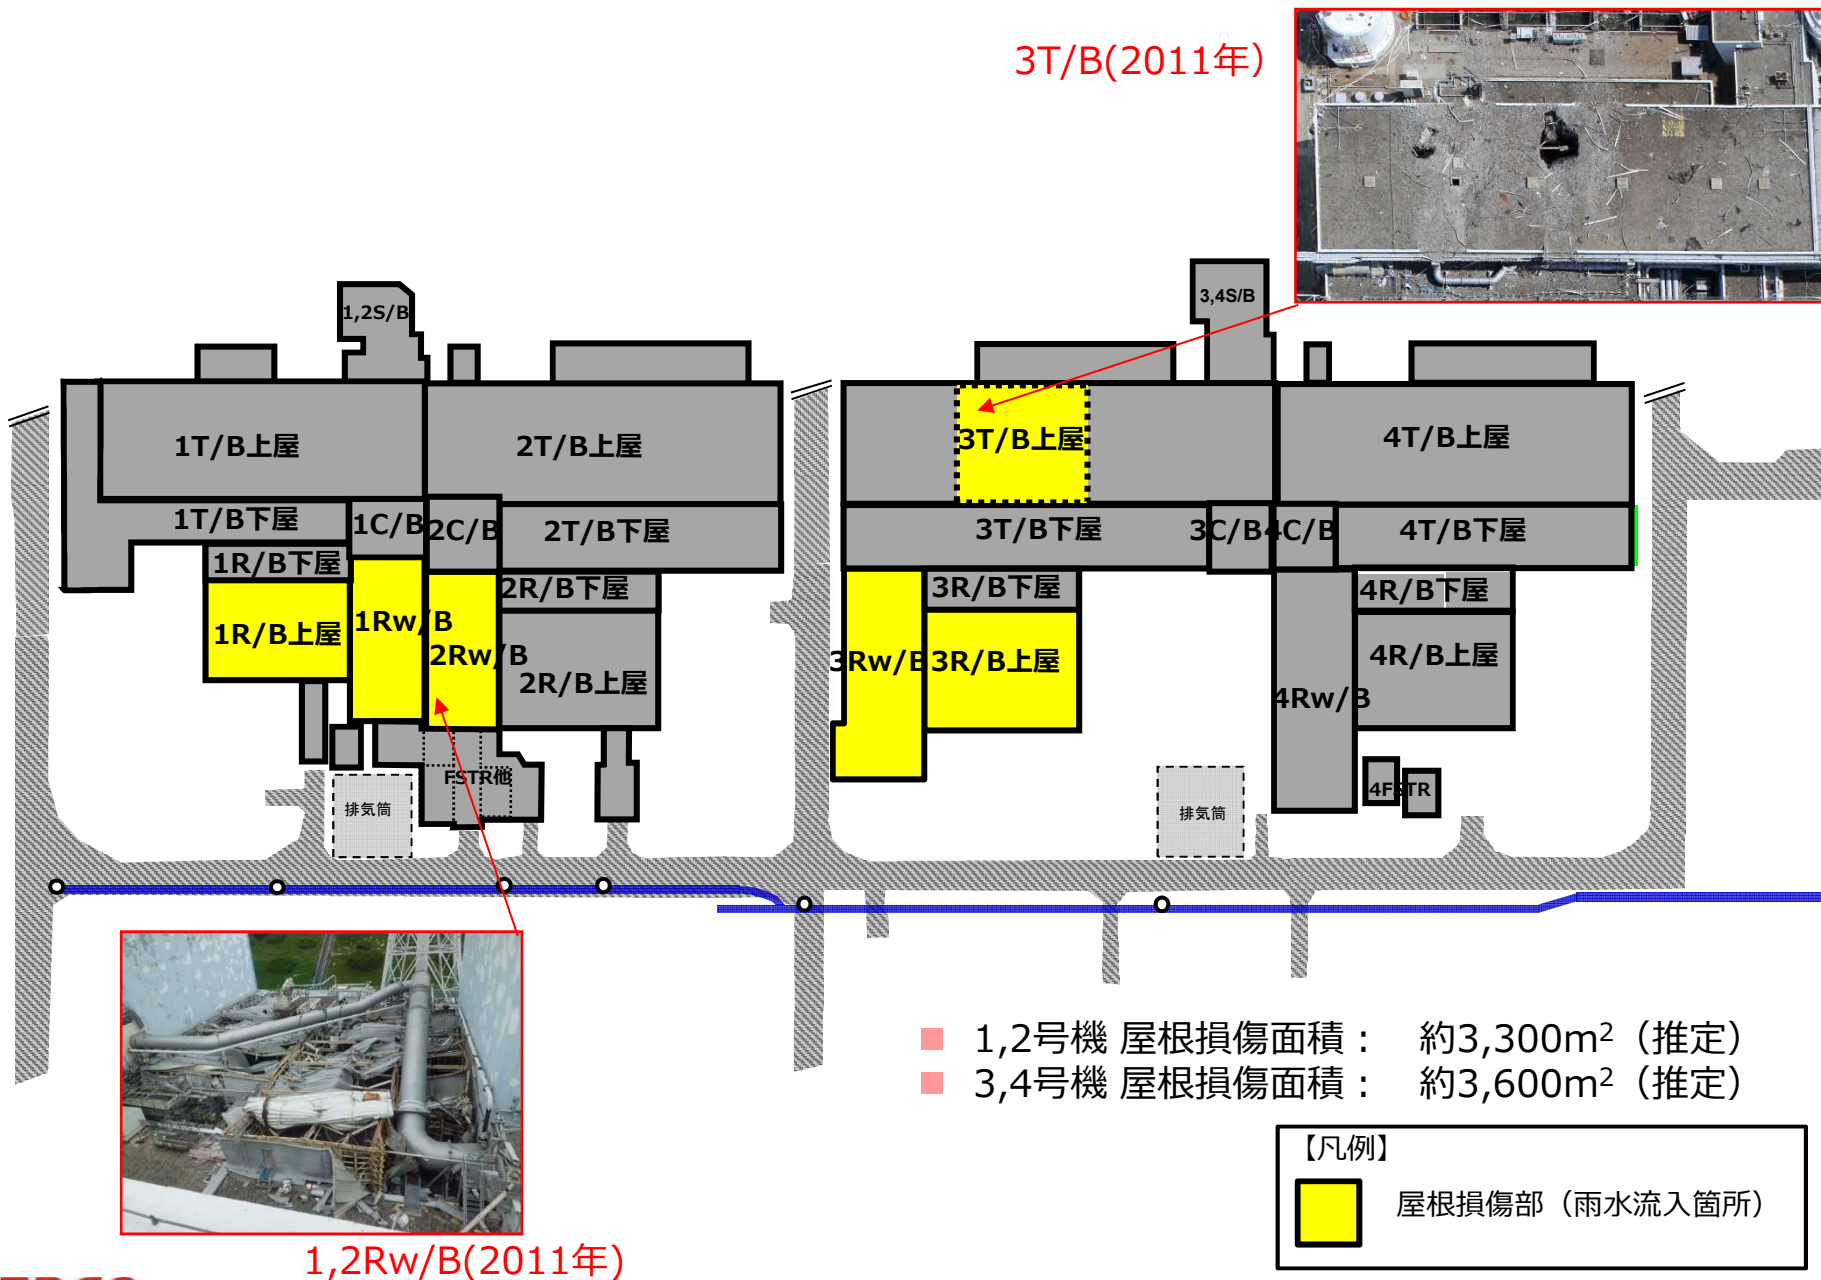 3T/B(2011年)
1,2S/B
3,4S/B
1T/B上屋
2T/B上屋
3T/B上屋
4T/B上屋
1T/B下屋
1C/B
2C/B
2T/B下屋
3T/B下屋
3C/B
4C/B
4T/B下屋
1R/B下屋
2R/B下屋
3R/B下屋
4R/B下屋
1R/B上屋
1Rw/B
2Rw/B
2R/B上屋
3Rw/B
3R/B上屋
4Rw/B
4R/B上屋
FSTR他
4FSTR
排気筒
排気筒
■ 1,2号機 屋根損傷面積： 約3,300m²（推定）
■ 3,4号機 屋根損傷面積： 約3,600m²（推定）
【凡例】
屋根損傷部（雨水流入箇所）
1,2Rw/B(2011年)